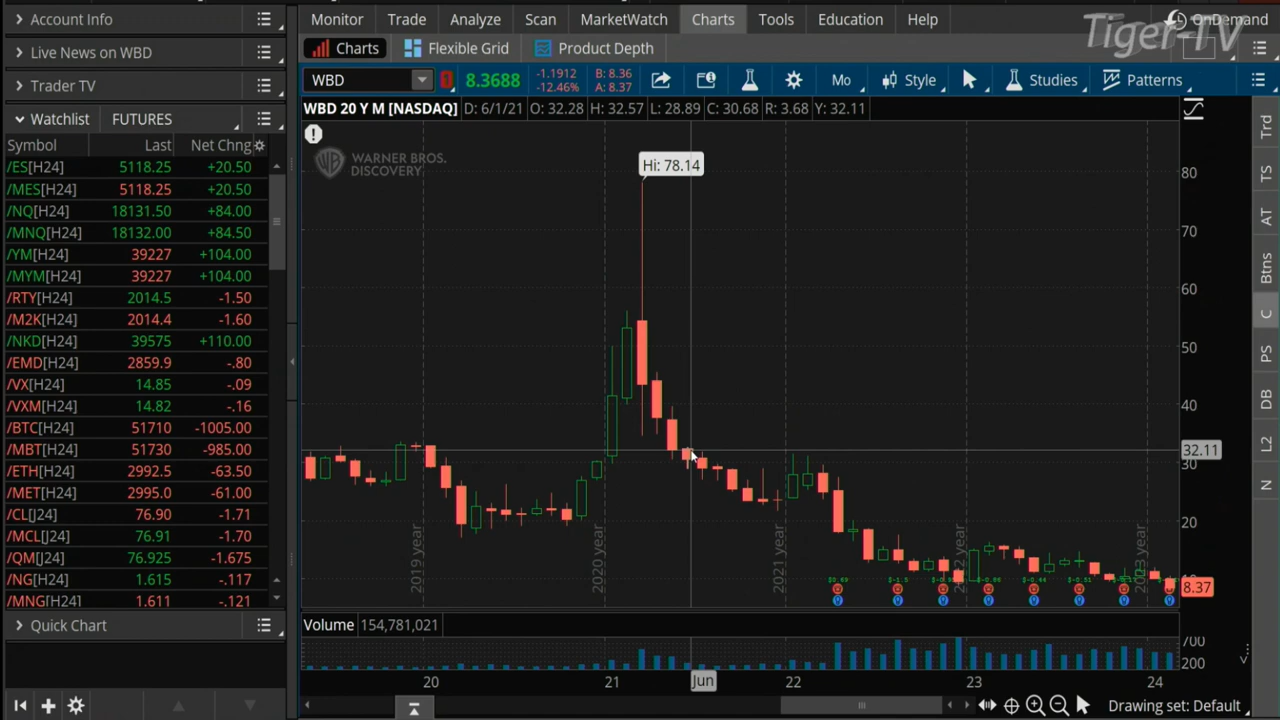 Account Info
Monitor Trade Analyze Scan MarketWatch Charts Tools Education Help OnDemand
Tiger-TV
Live News on WBD
Charts Flexible Grid Product Depth
Trader TV
WBD 8.3688 -1.1912 B: 8.36 Mo Style Studies Patterns
-12.46% A: 8.37
Watchlist FUTURES
WBD 20 Y M [NASDAQ] D: 6/1/21 O: 32.28 H: 32.57 L: 28.89 C: 30.68 R: 3.68 Y: 32.11
Symbol Last Net Chng
WARNER BROS.
DISCOVERY
Hi: 78.14
/ES[H24] 5118.25 +20.50
/MES[H24] 5118.25 +20.50
/NQ[H24] 18131.50 +84.00
/MNQ[H24] 18132.00 +84.50
/YM[H24] 39227 +104.00
/MYM[H24] 39227 +104.00
/RTY[H24] 2014.5 -1.50
/M2K[H24] 2014.4 -1.60
/NKD[H24] 39575 +110.00
/EMD[H24] 2859.9 -.80
/VX[H24] 14.85 -.09
/VXM[H24] 14.82 -.16
/BTC[H24] 51710 -1005.00
/MBT[H24] 51730 -985.00
/ETH[H24] 2992.5 -63.50
/MET[H24] 2995.0 -61.00
/CL[J24] 76.90 -1.71
/MCL[J24] 76.91 -1.70
/QM[J24] 76.925 -1.675
/NG[H24] 1.615 -.117
/MNG[H24] 1.611 -.121
80
70
60
50
40
32.11
30
20
8.37
2019 year 2020 year 2021 year 2022 year 2023 year
Trd
TS
AT
Btns
C
PS
DB
L2
N
Quick Chart
Volume 154,781,021
700
200
20 21 Jun 22 23 24
Drawing set: Default